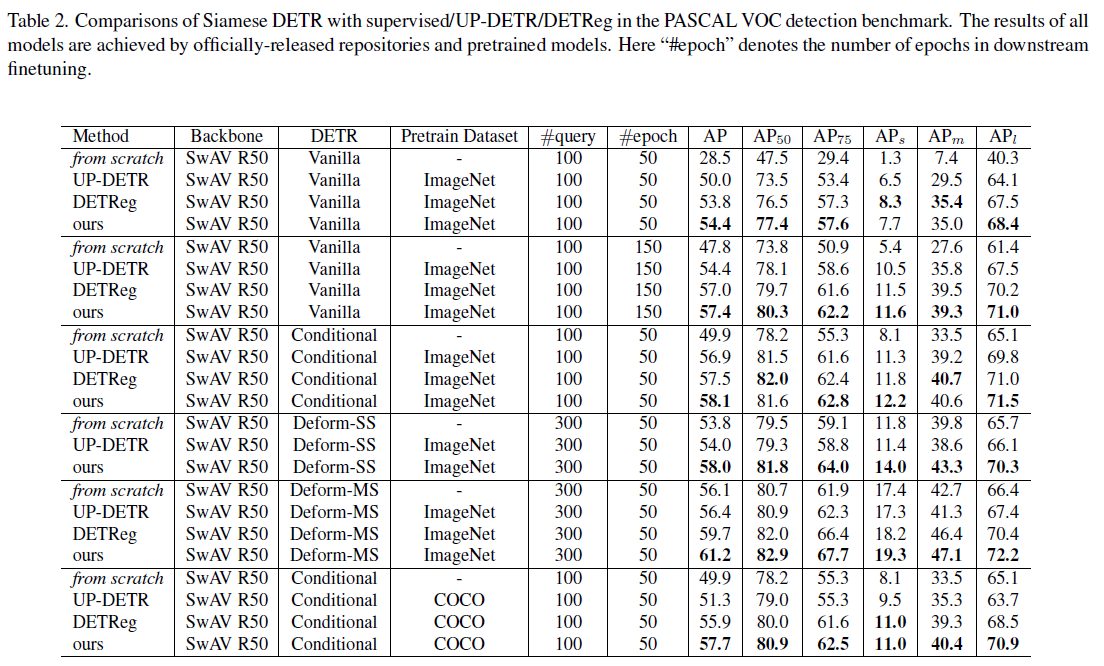 Table 2. Comparisons of Siamese DETR with supervised/UP-DETR/DETReg in the PASCAL VOC detection benchmark. The results of all
models are achieved by officially-released repositories and pretrained models. Here “#epoch” denotes the number of epochs in downstream
finetuning.
Method Backbone DETR Pretrain Dataset #query #epoch AP AP50 AP75 APs APm APl
from scratch SwAV R50 Vanilla - 100 50 28.5 47.5 29.4 1.3 7.4 40.3
UP-DETR SwAV R50 Vanilla ImageNet 100 50 50.0 73.5 53.4 6.5 29.5 64.1
DETReg SwAV R50 Vanilla ImageNet 100 50 53.8 76.5 57.3 8.3 35.4 67.5
ours SwAV R50 Vanilla ImageNet 100 50 54.4 77.4 57.6 7.7 35.0 68.4
from scratch SwAV R50 Vanilla - 100 150 47.8 73.8 50.9 5.4 27.6 61.4
UP-DETR SwAV R50 Vanilla ImageNet 100 150 54.4 78.1 58.6 10.5 35.8 67.5
DETReg SwAV R50 Vanilla ImageNet 100 150 57.0 79.7 61.6 11.5 39.5 70.2
ours SwAV R50 Vanilla ImageNet 100 150 57.4 80.3 62.2 11.6 39.3 71.0
from scratch SwAV R50 Conditional - 100 50 49.9 78.2 55.3 8.1 33.5 65.1
UP-DETR SwAV R50 Conditional ImageNet 100 50 56.9 81.5 61.6 11.3 39.2 69.8
DETReg SwAV R50 Conditional ImageNet 100 50 57.5 82.0 62.4 11.8 40.7 71.0
ours SwAV R50 Conditional ImageNet 100 50 58.1 81.6 62.8 12.2 40.6 71.5
from scratch SwAV R50 Deform-SS - 300 50 53.8 79.5 59.1 11.8 39.8 65.7
UP-DETR SwAV R50 Deform-SS ImageNet 300 50 54.0 79.3 58.8 11.4 38.6 66.1
ours SwAV R50 Deform-SS ImageNet 300 50 58.0 81.8 64.0 14.0 43.3 70.3
from scratch SwAV R50 Deform-MS - 300 50 56.1 80.7 61.9 17.4 42.7 66.4
UP-DETR SwAV R50 Deform-MS ImageNet 300 50 56.4 80.9 62.3 17.3 41.3 67.4
DETReg SwAV R50 Deform-MS ImageNet 300 50 59.7 82.0 66.4 18.2 46.4 70.4
ours SwAV R50 Deform-MS ImageNet 300 50 61.2 82.9 67.7 19.3 47.1 72.2
from scratch SwAV R50 Conditional - 100 50 49.9 78.2 55.3 8.1 33.5 65.1
UP-DETR SwAV R50 Conditional COCO 100 50 51.3 79.0 55.3 9.5 35.3 63.7
DETReg SwAV R50 Conditional COCO 100 50 55.9 80.0 61.6 11.0 39.3 68.5
ours SwAV R50 Conditional COCO 100 50 57.7 80.9 62.5 11.0 40.4 70.9